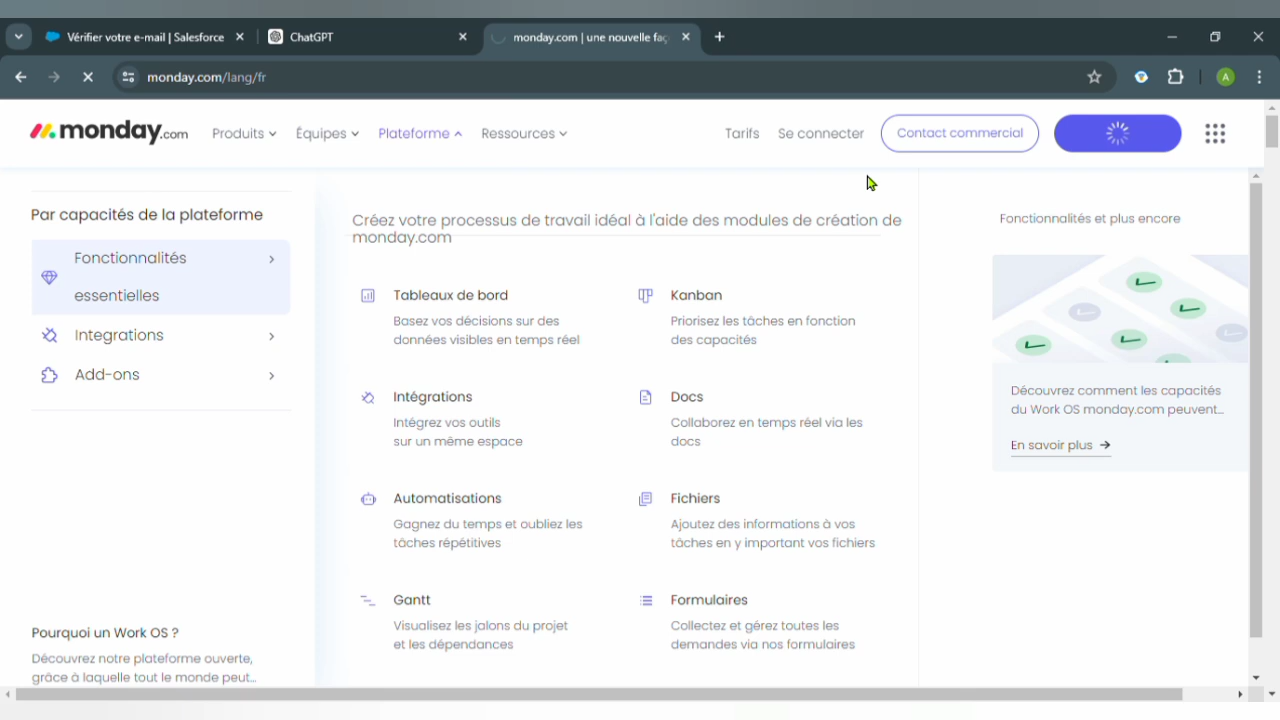 Vérifier votre e-mail | Salesforce
ChatGPT
monday.com | une nouvelle faç
monday.com/lang/fr
A
monday.com
Produits
Équipes
Plateforme
Ressources
Tarifs
Se connecter
Contact commercial
Par capacités de la plateforme
Fonctionnalités
essentielles
Integrations
Add-ons
Pourquoi un Work OS ?
Découvrez notre plateforme ouverte,
grâce à laquelle tout le monde peut...
Créez votre processus de travail idéal à l'aide des modules de création de
monday.com
Tableaux de bord
Basez vos décisions sur des
données visibles en temps réel
Kanban
Priorisez les tâches en fonction
des capacités
Intégrations
Intégrez vos outils
sur un même espace
Docs
Collaborez en temps réel via les
docs
Automatisations
Gagnez du temps et oubliez les
tâches répétitives
Fichiers
Ajoutez des informations à vos
tâches en y important vos fichiers
Gantt
Visualisez les jalons du projet
et les dépendances
Formulaires
Collectez et gérez toutes les
demandes via nos formulaires
Fonctionnalités et plus encore
Découvrez comment les capacités
du Work OS monday.com peuvent...
En savoir plus →